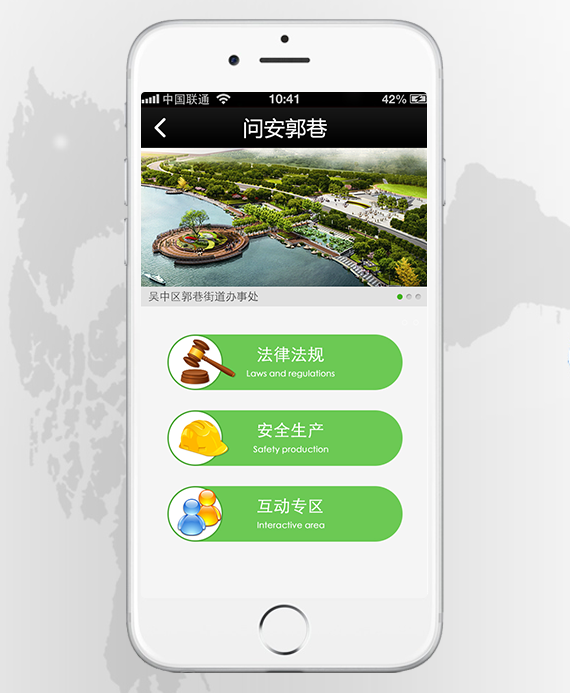 中国联通 10:41 42%
问安郭巷
吴中区郭巷街道办事处
法律法规
Laws and regulations
安全生产
Safety production
互动专区
Interactive area